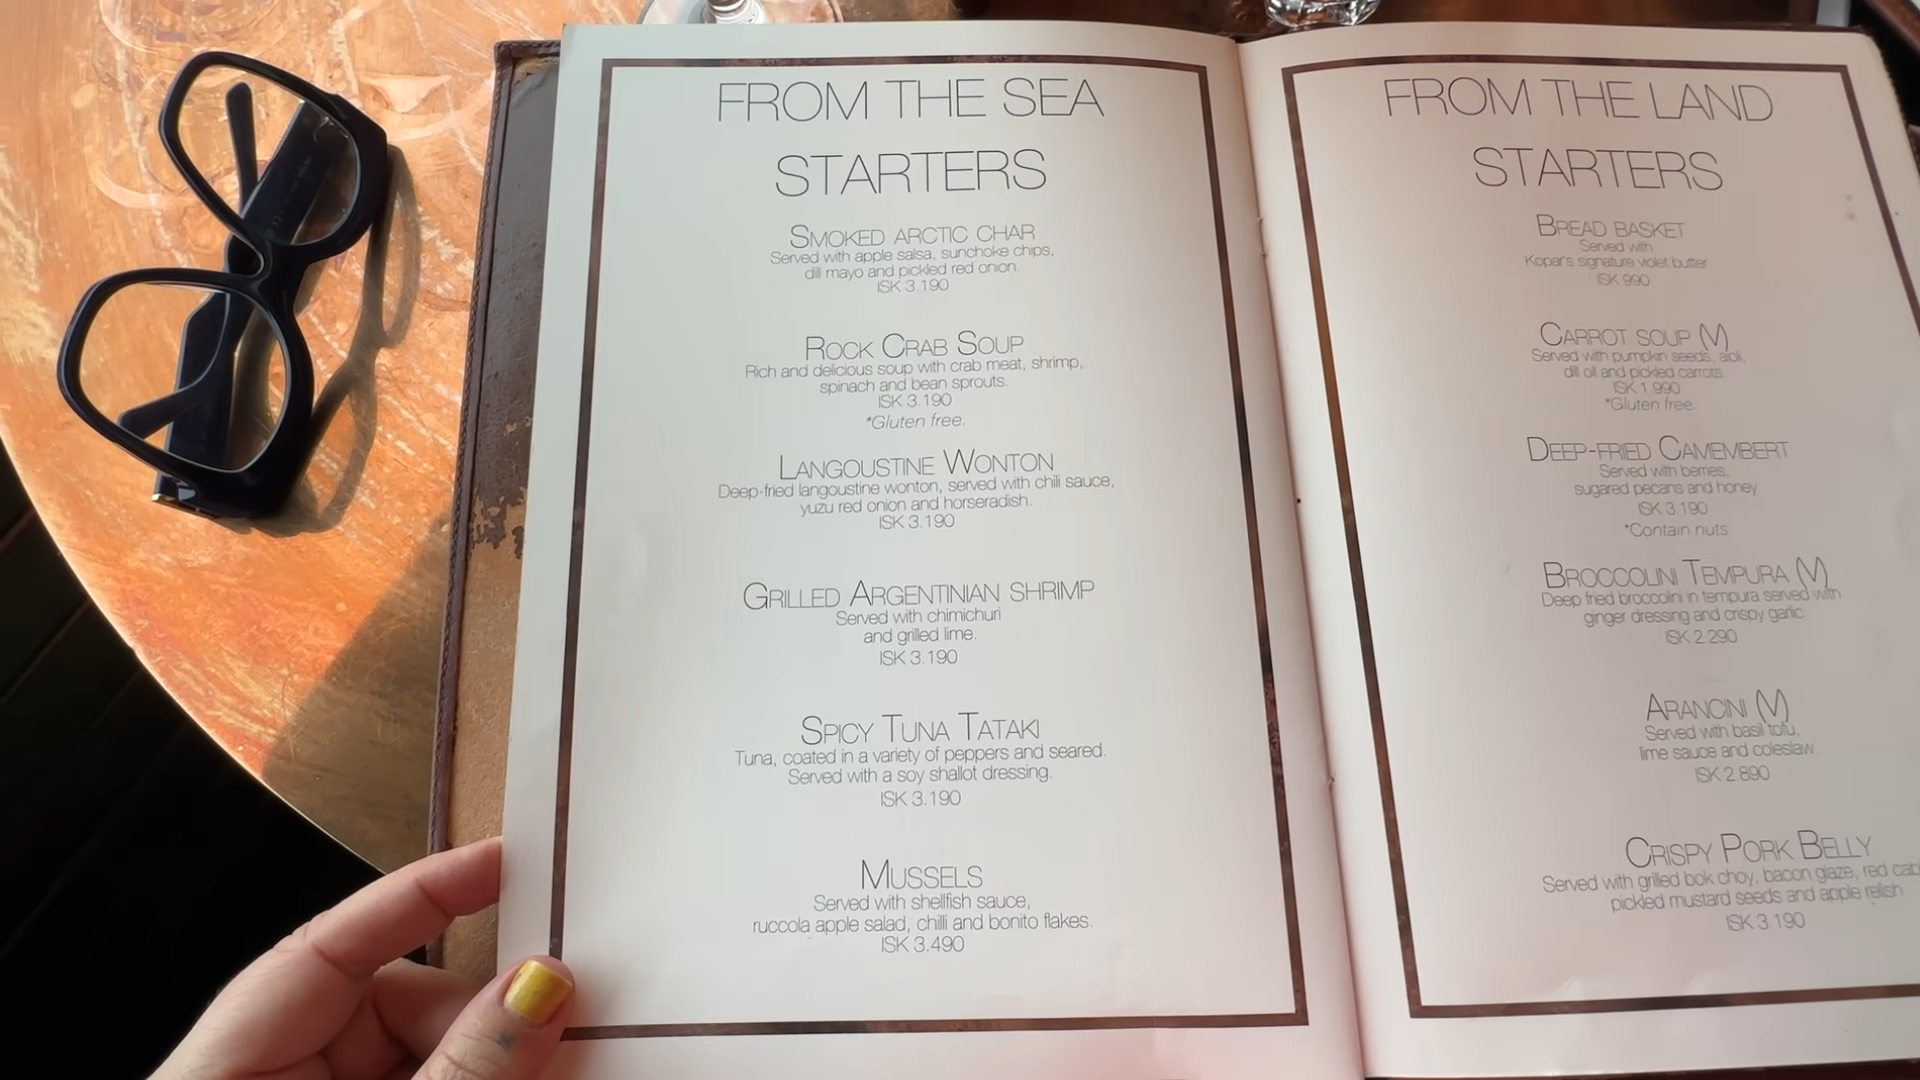 FROM THE SEA
STARTERS
SMOKED ARCTIC CHAR
Served with apple salsa, sunchoke chips,
dill mayo and pickled red onion.
ISK 3.190
ROCK CRAB SOUP
Rich and delicious soup with crab meat, shrimp,
spinach and bean sprouts.
ISK 3.190
*Gluten free.
LANGOUSTINE WONTON
Deep-fried langoustine wonton, served with chili sauce,
yuzu red onion and horseradish.
ISK 3.190
GRILLED ARGENTINIAN SHRIMP
Served with chimichuri
and grilled lime.
ISK 3.190
SPICY TUNA TATAKI
Tuna, coated in a variety of peppers and seared.
Served with a soy shallot dressing.
ISK 3.190
MUSSELS
Served with shellfish sauce,
ruccola apple salad, chilli and bonito flakes.
ISK 3.490
FROM THE LAND
STARTERS
BREAD BASKET
Served with
Kopar's signature violet butter
ISK 990
CARROT SOUP (V)
Served with pumpkin seeds, aioli,
dill oil and pickled carrots.
ISK 1.990
*Gluten free
DEEP-FRIED CAMEMBERT
Served with berries,
sugared pecans and honey
ISK 3.190
*Contain nuts
BROCCOLINI TEMPURA (V)
Deep fried broccolini in tempura served with
ginger dressing and crispy garlic.
ISK 2.290
ARANCINI (V)
Served with basil tofu,
lime sauce and coleslaw.
ISK 2.890
CRISPY PORK BELLY
Served with grilled bok choy, bacon glaze, red
pickled mustard seeds and apple relish.
ISK 3.190